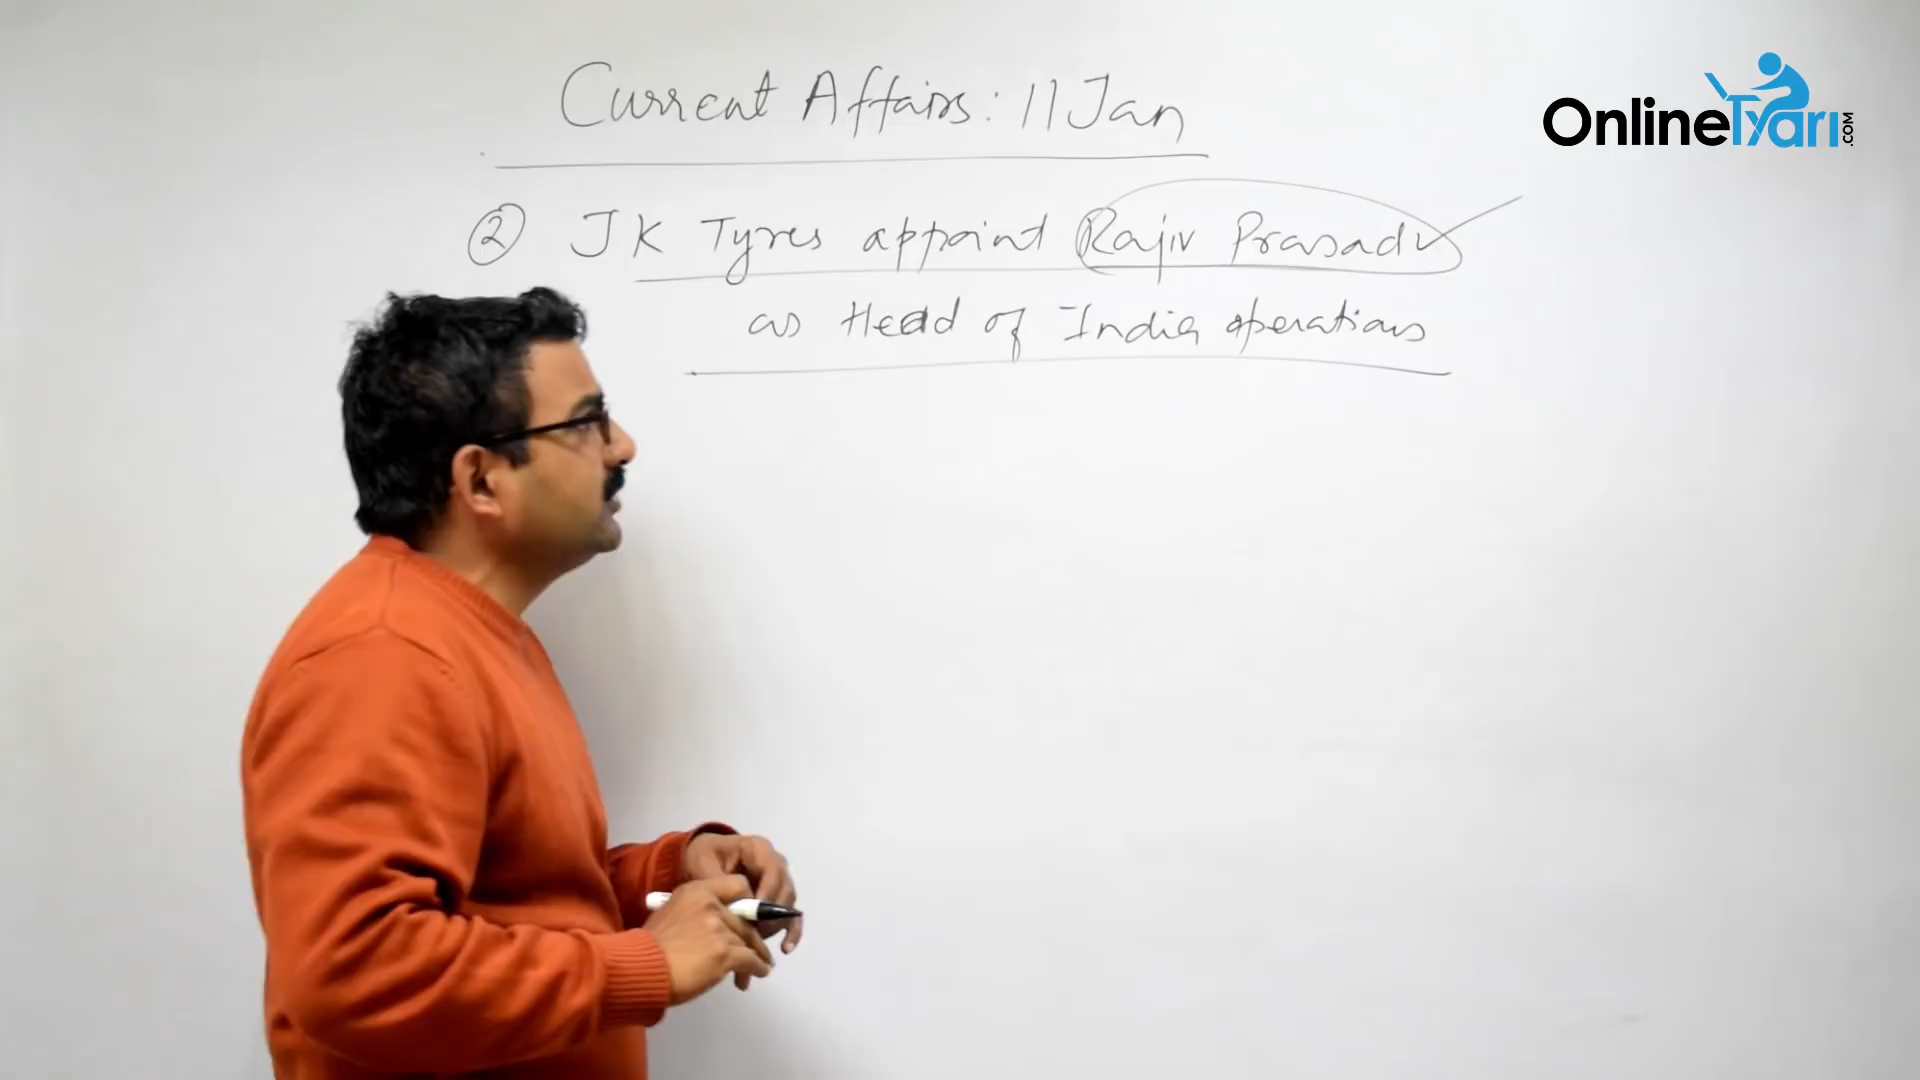 Current Affairs: 11 Jan
OnlineTyari.COM
② JK Tyres appoint Rajiv Prasad
as Head of India operations